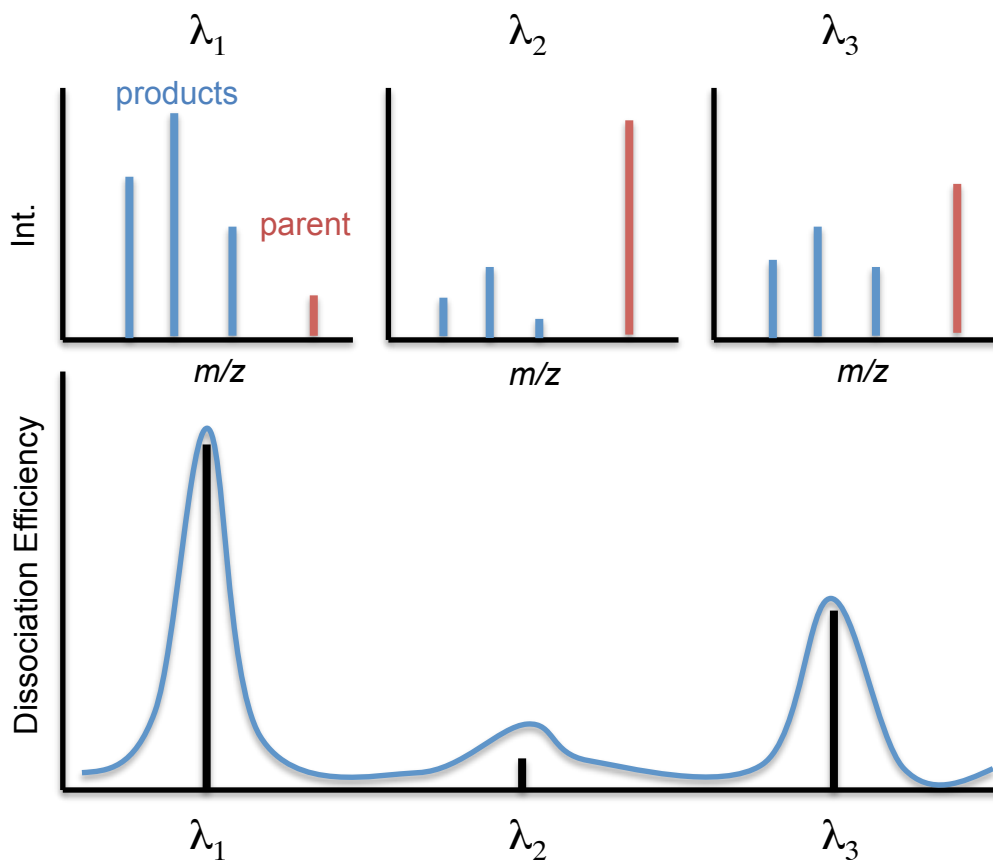 λ₁ λ₂ λ₃
products
parent
Int.
m/z m/z m/z
Dissociation Efficiency
λ₁ λ₂ λ₃